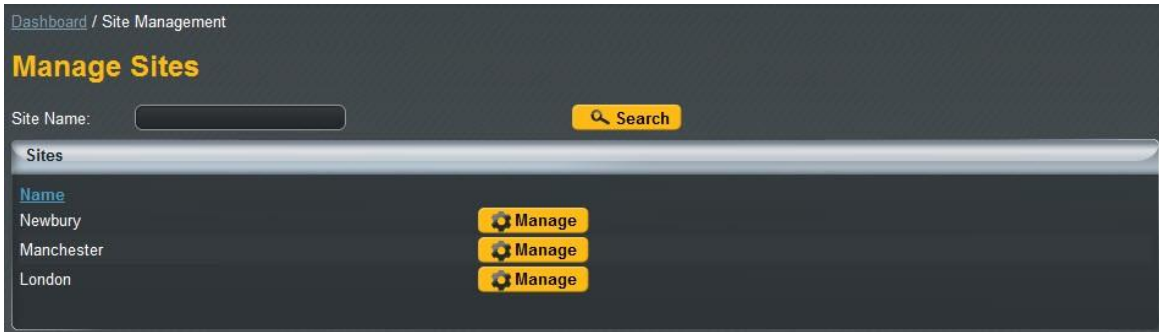 Dashboard / Site Management
Manage Sites
Site Name: Search
Sites
Name
Newbury Manage
Manchester Manage
London Manage